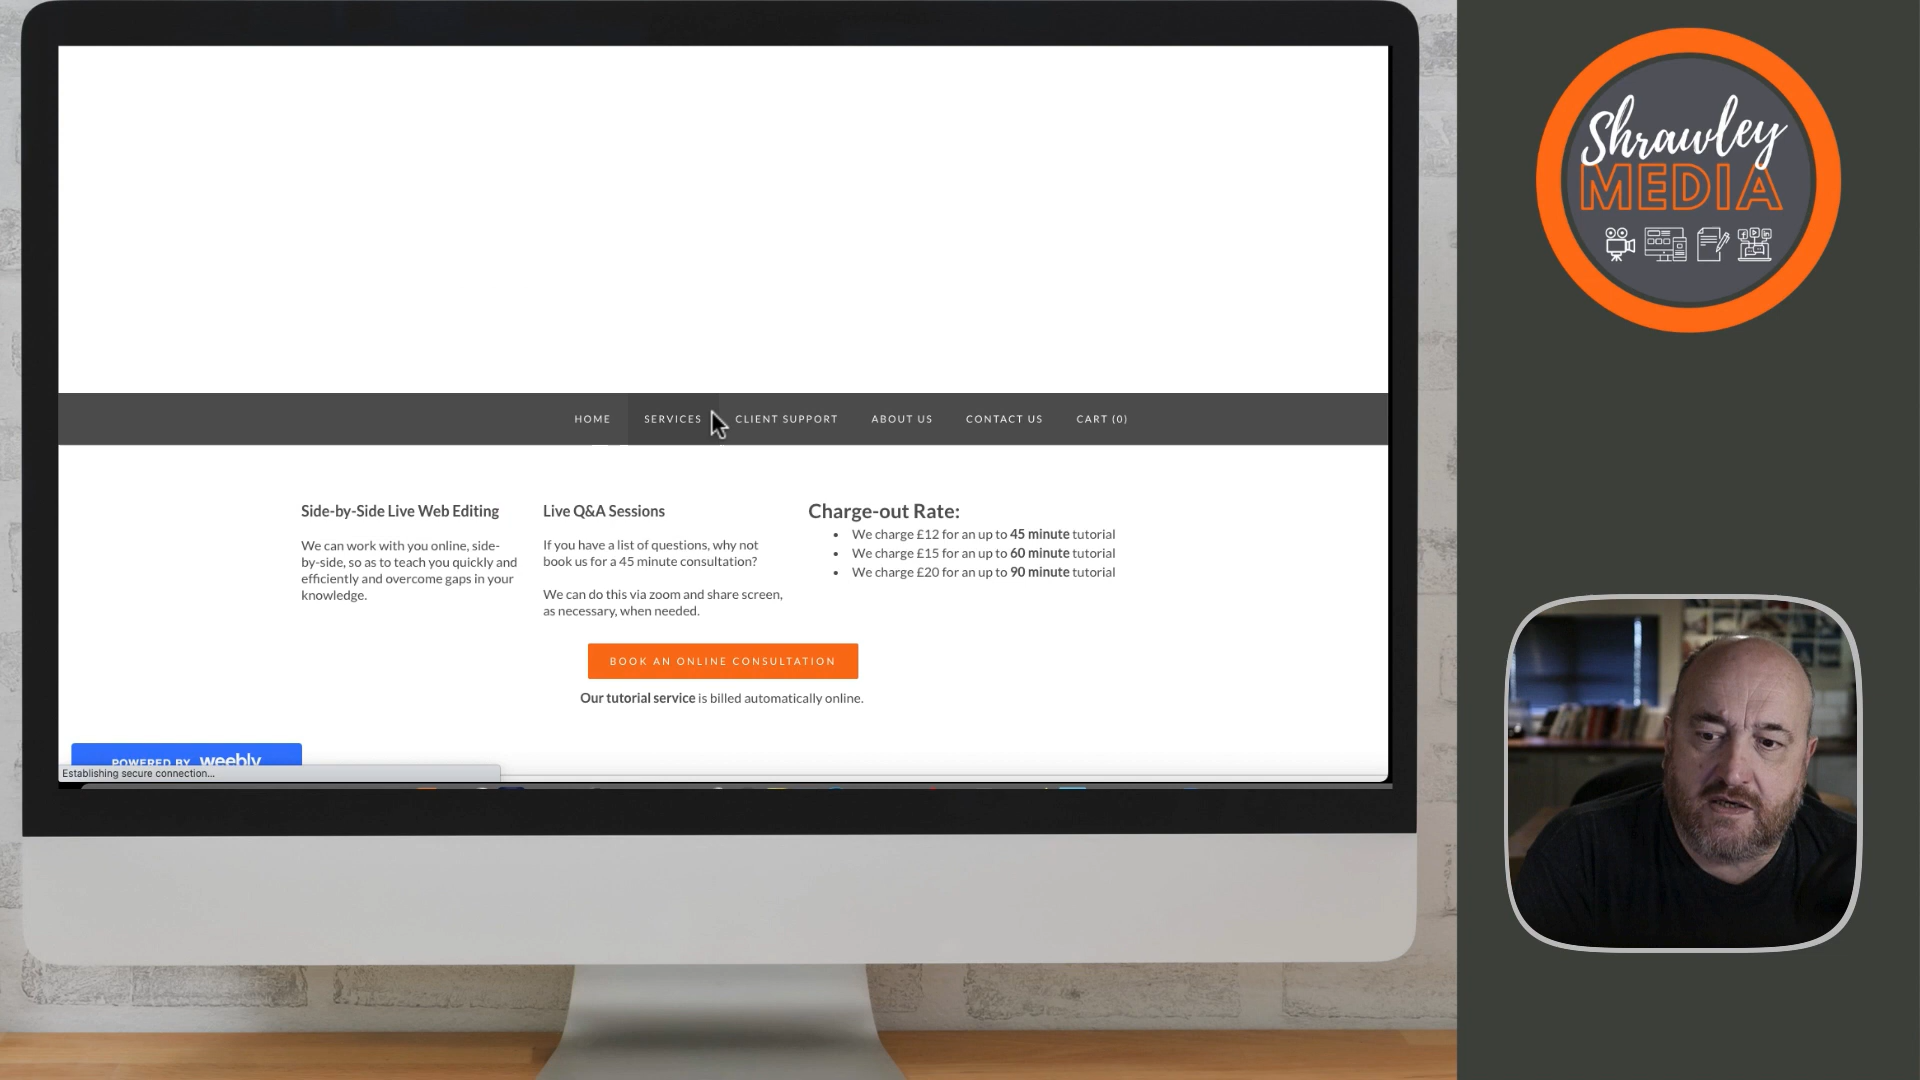 Shrawley
MEDIA
HOME SERVICES CLIENT SUPPORT ABOUT US CONTACT US CART (0)
Side-by-Side Live Web Editing
We can work with you online, side-
by-side, so as to teach you quickly and
efficiently and overcome gaps in your
knowledge.
Live Q&A Sessions
If you have a list of questions, why not
book us for a 45 minute consultation?
We can do this via zoom and share screen,
as necessary, when needed.
Charge-out Rate:
• We charge £12 for an up to 45 minute tutorial
• We charge £15 for an up to 60 minute tutorial
• We charge £20 for an up to 90 minute tutorial
BOOK AN ONLINE CONSULTATION
Our tutorial service is billed automatically online.
POWERED BY weebly
Establishing secure connection...